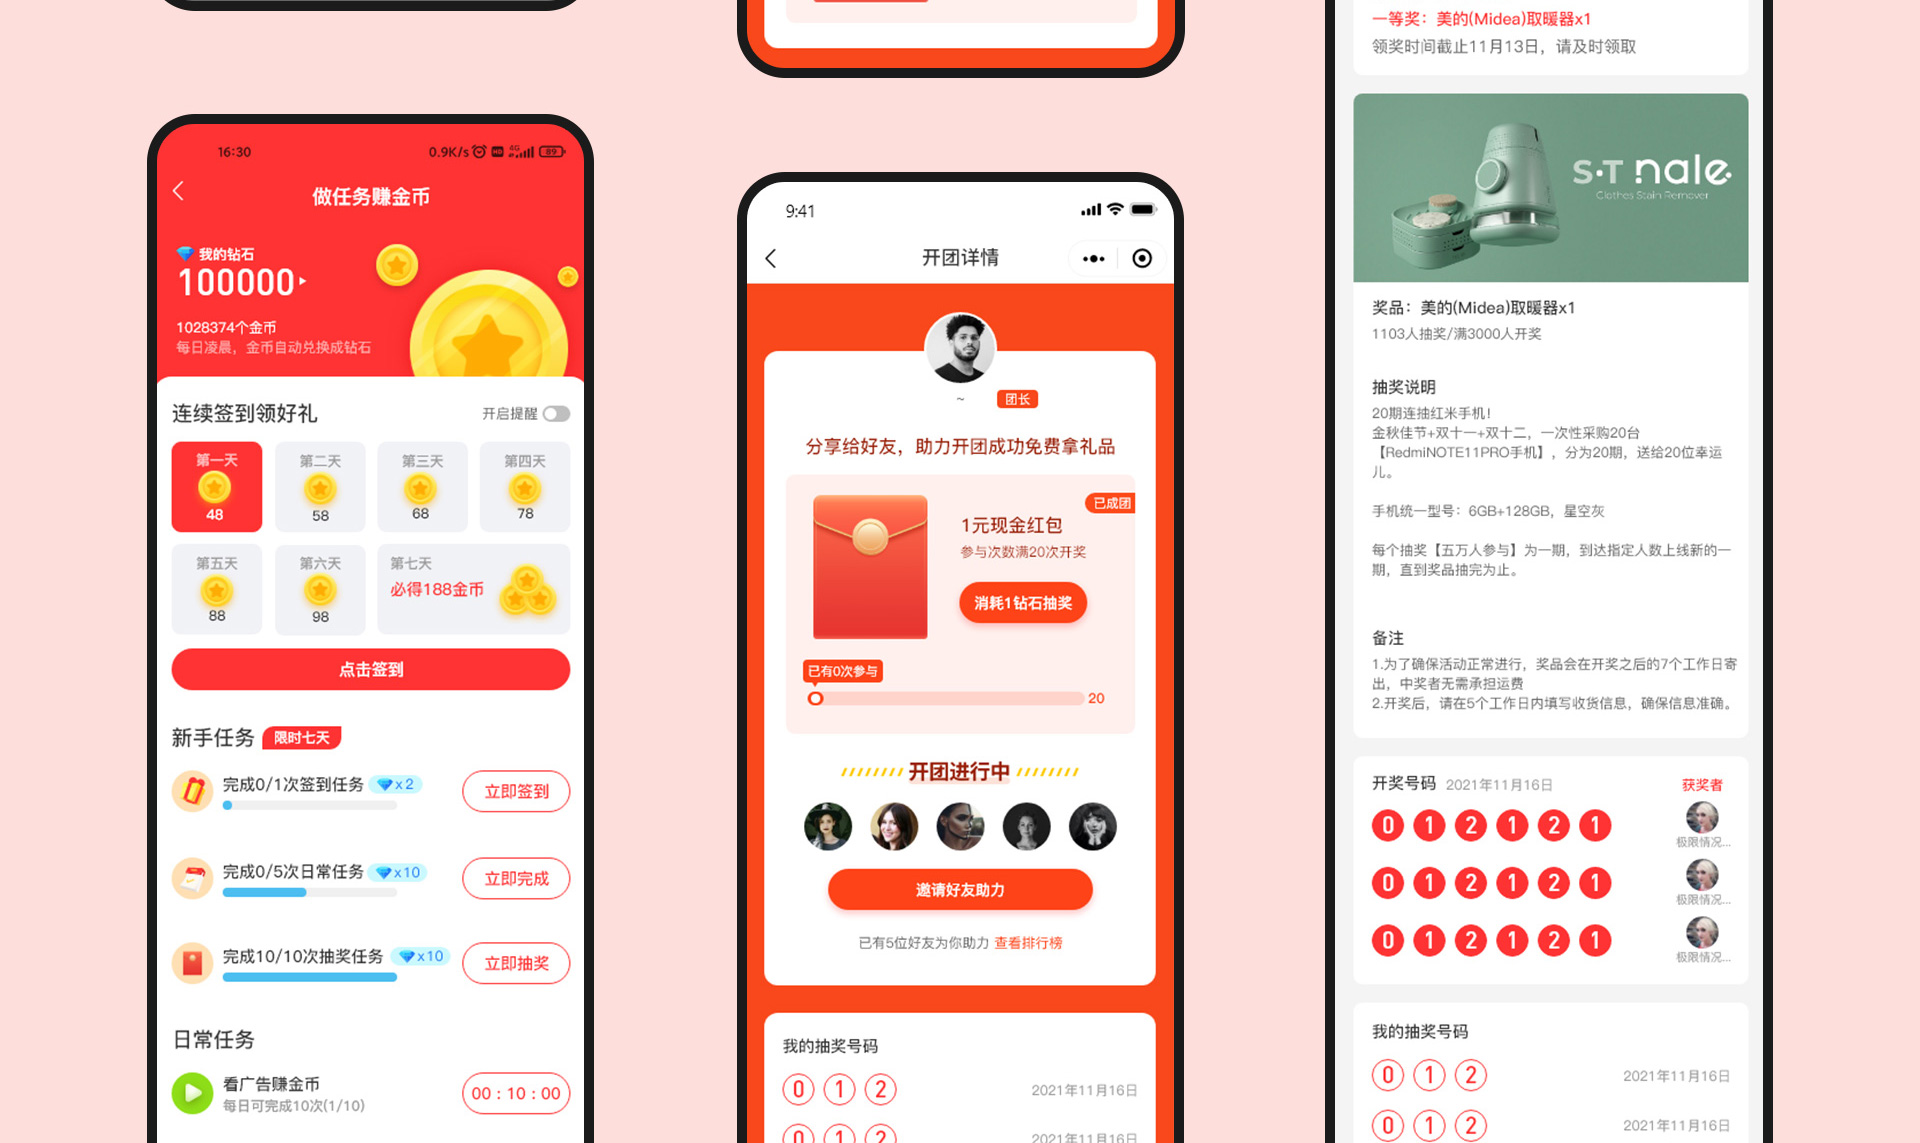 16:30
0.9K/s HD 4G 89
做任务赚金币
我的钻石
100000
1028374个金币
每日凌晨，金币自动兑换成钻石
连续签到领好礼
开启提醒
第一天
48
第二天
58
第三天
68
第四天
78
第五天
88
第六天
98
第七天
必得188金币
点击签到
新手任务
限时七天
完成0/1次签到任务
x2
立即签到
完成0/5次日常任务
x10
立即完成
完成10/10次抽奖任务
x10
立即抽奖
日常任务
看广告赚金币
每日可完成10次(1/10)
00 : 10 : 00
9:41
开团详情
~
团长
分享给好友，助力开团成功免费拿礼品
已成团
1元现金红包
参与次数满20次开奖
消耗1钻石抽奖
已有0次参与
20
开团进行中
邀请好友助力
已有5位好友为你助力 查看排行榜
我的抽奖号码
0 1 2
2021年11月16日
0 1 2
2021年11月16日
一等奖：美的(Midea)取暖器x1
领奖时间截止11月13日，请及时领取
S·T nale
Clothes Stain Remover
奖品：美的(Midea)取暖器x1
1103人抽奖/满3000人开奖
抽奖说明
20期连抽红米手机！
金秋佳节+双十一+双十二，一次性采购20台
【RedmiNOTE11PRO手机】，分为20期，送给20位幸运
儿。
手机统一型号：6GB+128GB，星空灰
每个抽奖【五万人参与】为一期，到达指定人数上线新的一
期，直到奖品抽完为止。
备注
1.为了确保活动正常进行，奖品会在开奖之后的7个工作日寄
出，中奖者无需承担运费
2.开奖后，请在5个工作日内填写收货信息，确保信息准确。
开奖号码 2021年11月16日
获奖者
0 1 2 1 2 1
极限情况...
0 1 2 1 2 1
极限情况...
0 1 2 1 2 1
极限情况...
我的抽奖号码
0 1 2
2021年11月16日
0 1 2
2021年11月16日